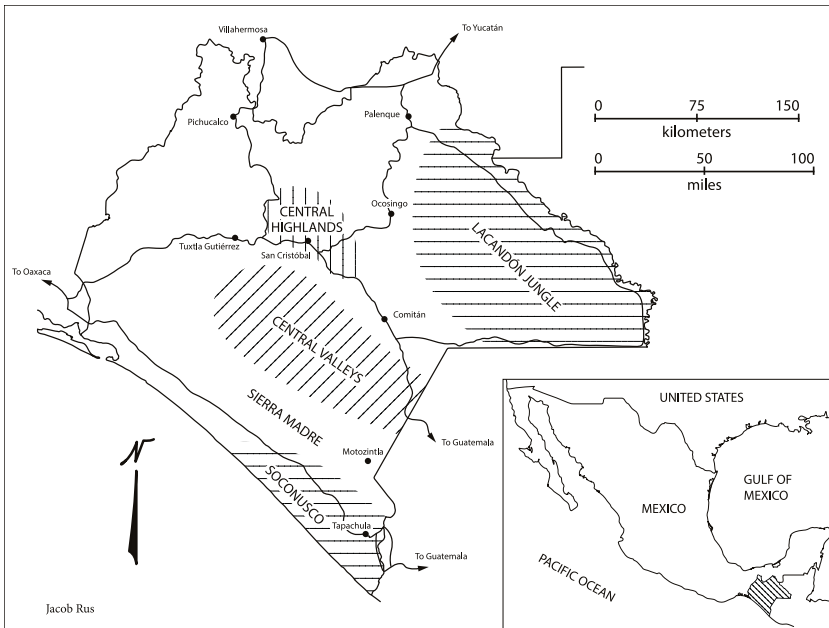 Villahermosa
To Yucatán
Pichucalco
Palenque
0 75 150
kilometers
0 50 100
miles
CENTRAL
HIGHLANDS
Ocosingo
Tuxtla Gutiérrez
San Cristóbal
LACANDÓN JUNGLE
To Oaxaca
Comitán
CENTRAL VALLEYS
SIERRA MADRE
To Guatemala
Motozintla
SOCONUSCO
Tapachula
To Guatemala
N
UNITED STATES
GULF OF
MEXICO
MEXICO
PACIFIC OCEAN
Jacob Rus